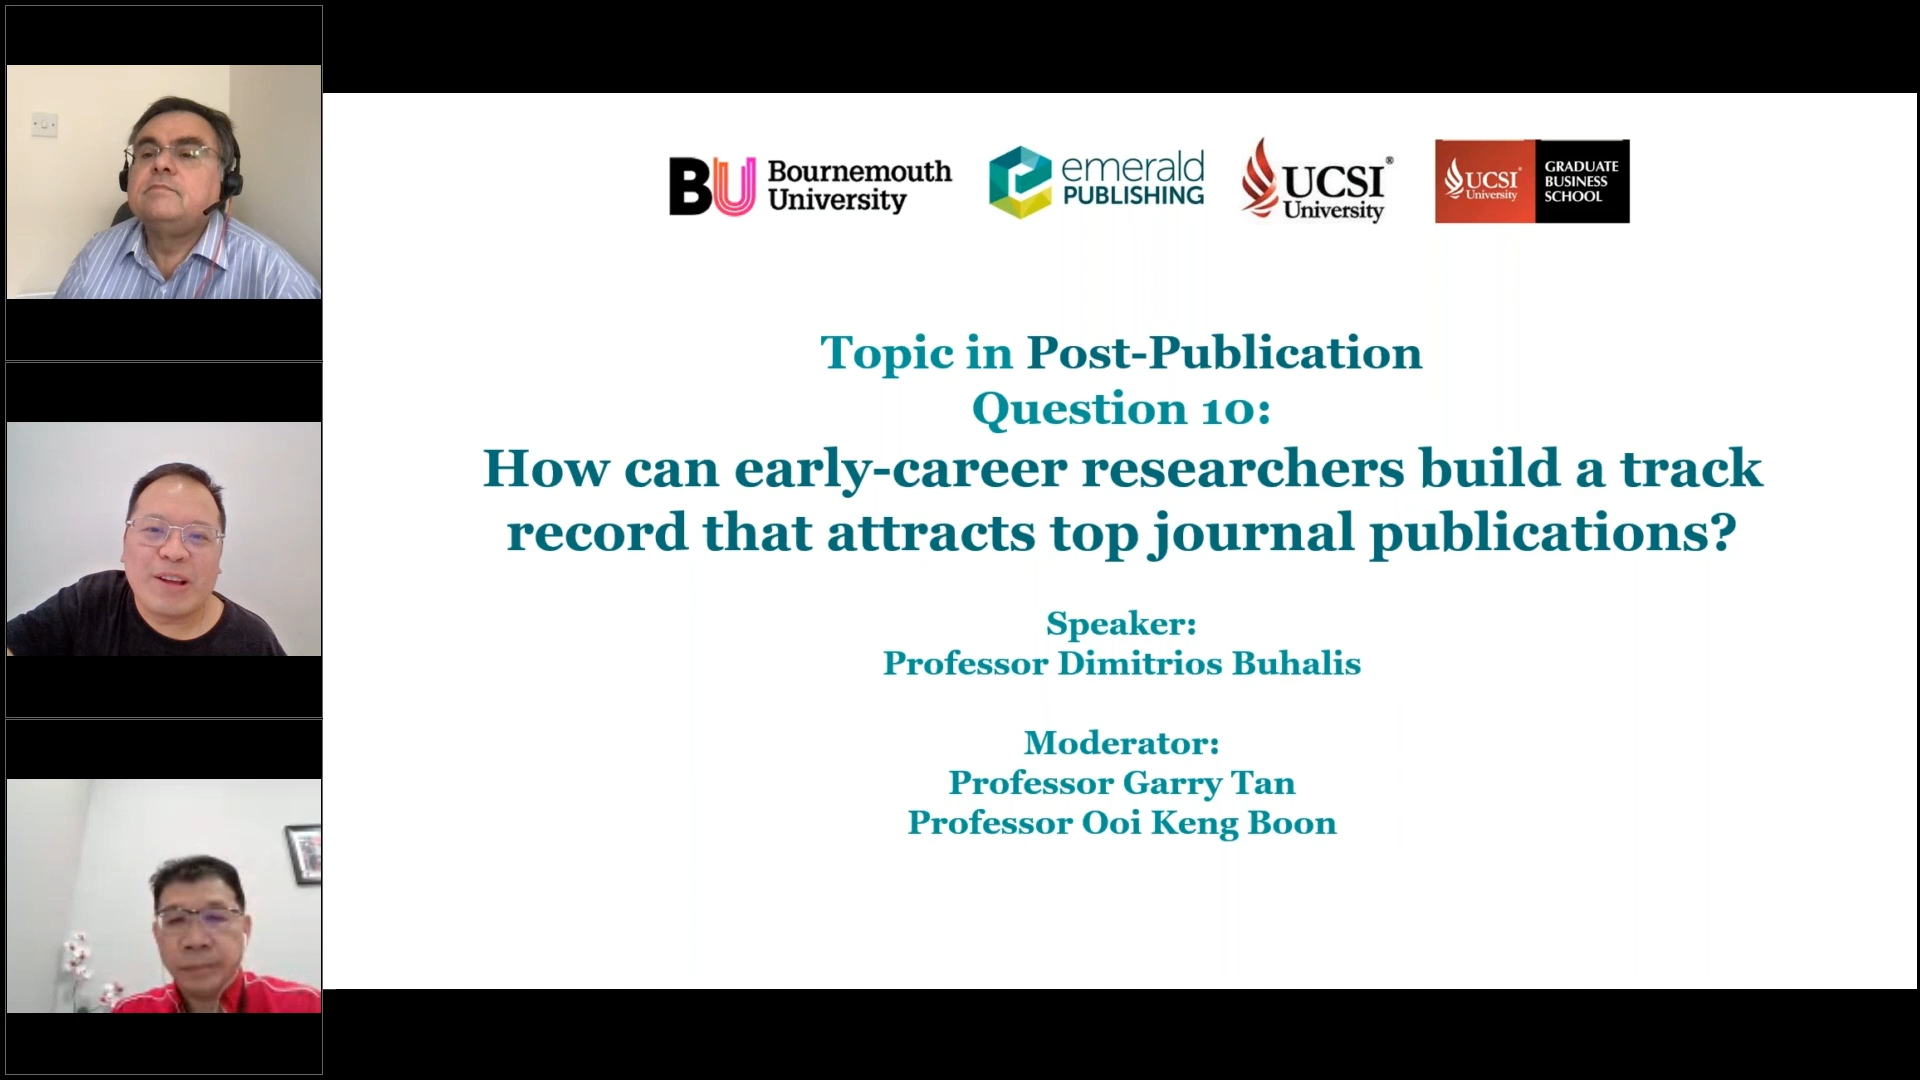 BU Bournemouth
University
emerald
PUBLISHING
UCSI®
University
UCSI®
University
GRADUATE
BUSINESS
SCHOOL
Topic in Post-Publication
Question 10:
How can early-career researchers build a track
record that attracts top journal publications?
Speaker:
Professor Dimitrios Buhalis
Moderator:
Professor Garry Tan
Professor Ooi Keng Boon